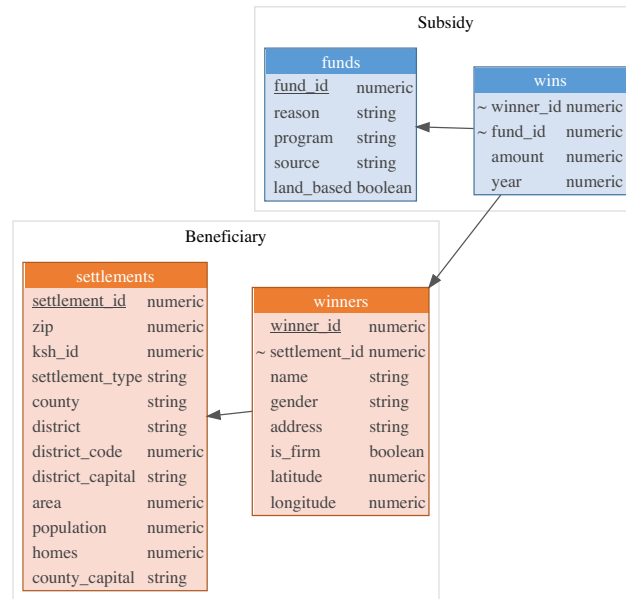 Subsidy
funds
fund_id numeric
reason string
program string
source string
land_based boolean
wins
~ winner_id numeric
~ fund_id numeric
amount numeric
year numeric
Beneficiary
settlements
settlement_id numeric
zip numeric
ksh_id numeric
settlement_type string
county string
district string
district_code numeric
district_capital string
area numeric
population numeric
homes numeric
county_capital string
winners
winner_id numeric
~ settlement_id numeric
name string
gender string
address string
is_firm boolean
latitude numeric
longitude numeric